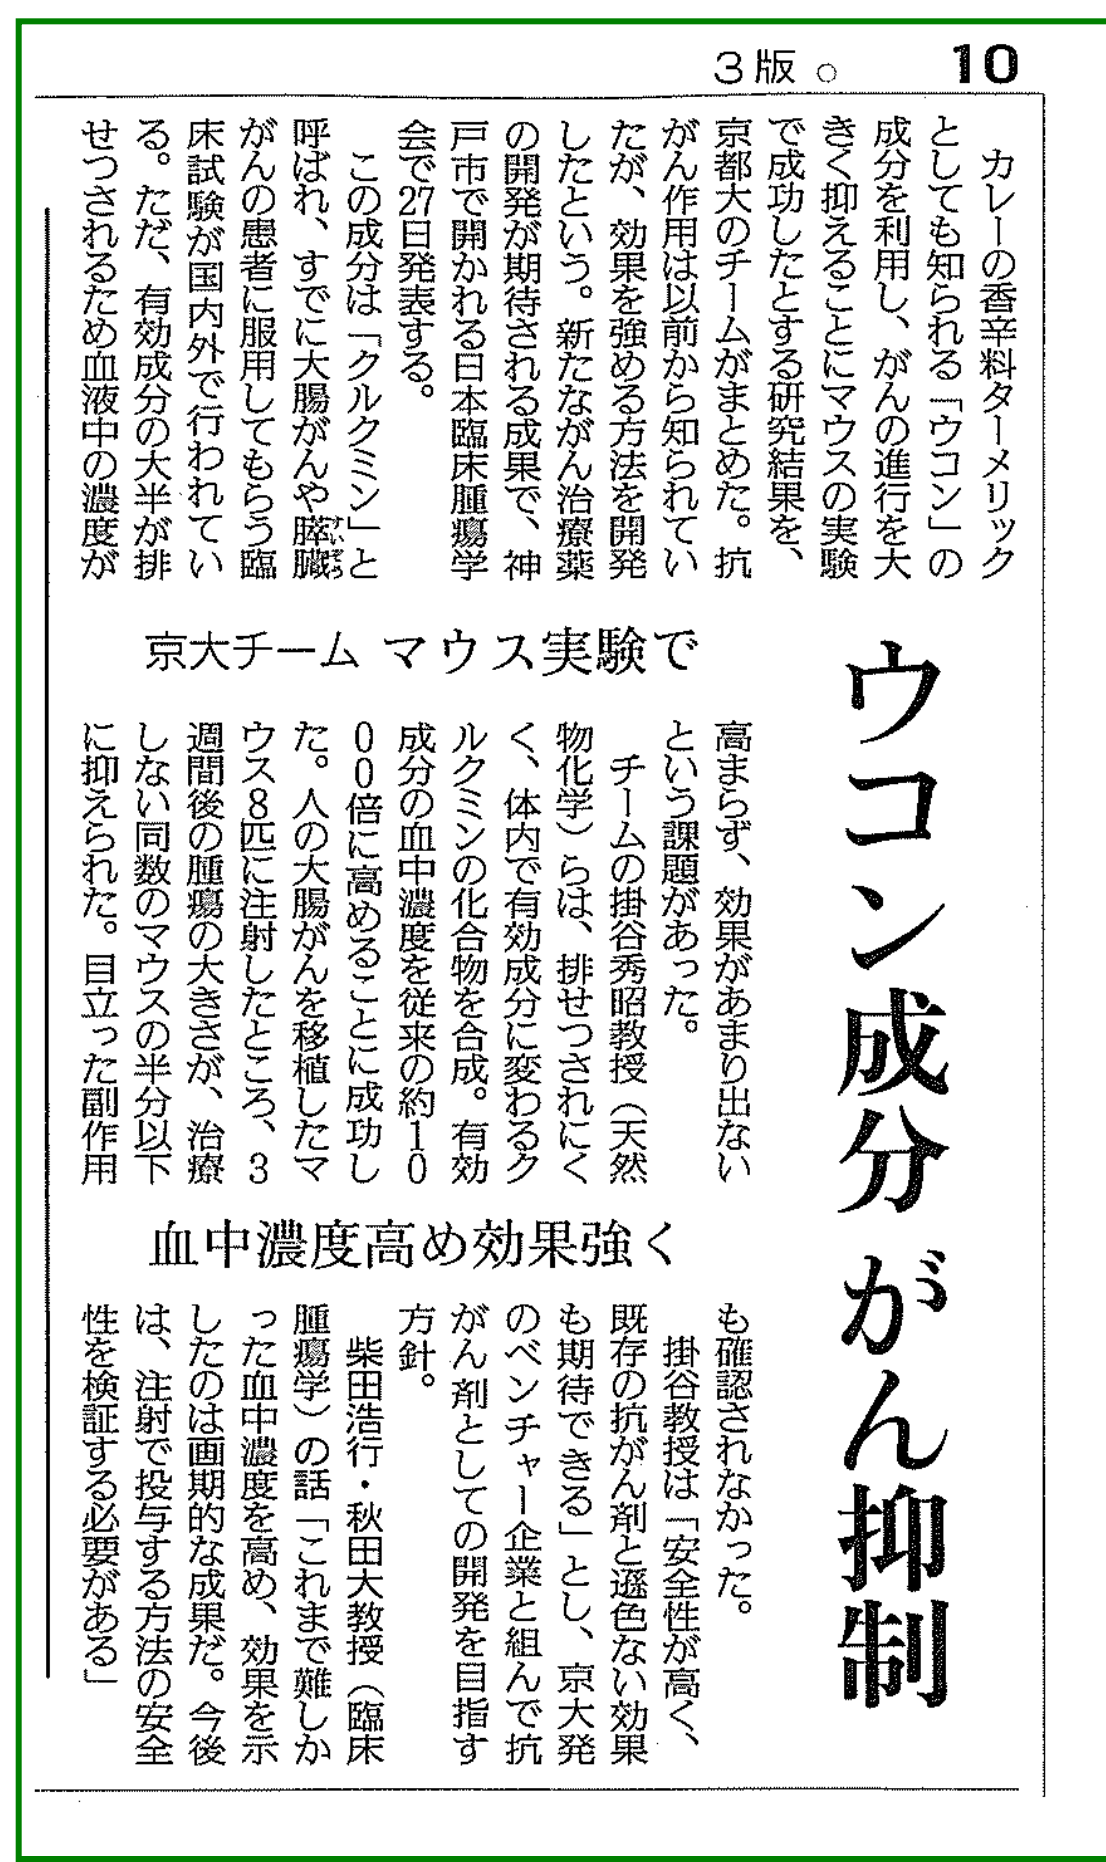 10
3版○
ウコン成分 がん抑制
京大チーム マウス実験で
血中濃度高め効果強く
カレーの香辛料ターメリック
としても知られる「ウコン」の
成分を利用し、がんの進行を大
きく抑えることにマウスの実験
で成功したとする研究結果を、
京都大のチームがまとめた。抗
がん作用は以前から知られてい
たが、効果を強める方法を開発
したという。新たながん治療薬
の開発が期待される成果で、神
戸市で開かれる日本臨床腫瘍学
会で27日発表する。
この成分は「クルクミン」と
呼ばれ、すでに大腸がんや膵臓(すいぞう)
がんの患者に服用してもらう臨
床試験が国内外で行われてい
る。ただ、有効成分の大半が排
せつされるため血液中の濃度が
高まらず、効果があまり出ない
という課題があった。
チームの掛谷秀昭教授(天然
物化学)らは、排せつされにく
く、体内で有効成分に変わるク
ルクミンの化合物を合成。有効
成分の血中濃度を従来の約10
00倍に高めることに成功し
た。人の大腸がんを移植したマ
ウス8匹に注射したところ、3
週間後の腫瘍の大きさが、治療
しない同数のマウスの半分以下
に抑えられた。目立った副作用
も確認されなかった。
掛谷教授は「安全性が高く、
既存の抗がん剤と遜色ない効果
も期待できる」とし、京大発
のベンチャー企業と組んで抗
がん剤としての開発を目指す
方針。
柴田浩行・秋田大教授(臨床
腫瘍学)の話「これまで難しか
った血中濃度を高め、効果を示
したのは画期的な成果だ。今後
は、注射で投与する方法の安全
性を検証する必要がある」